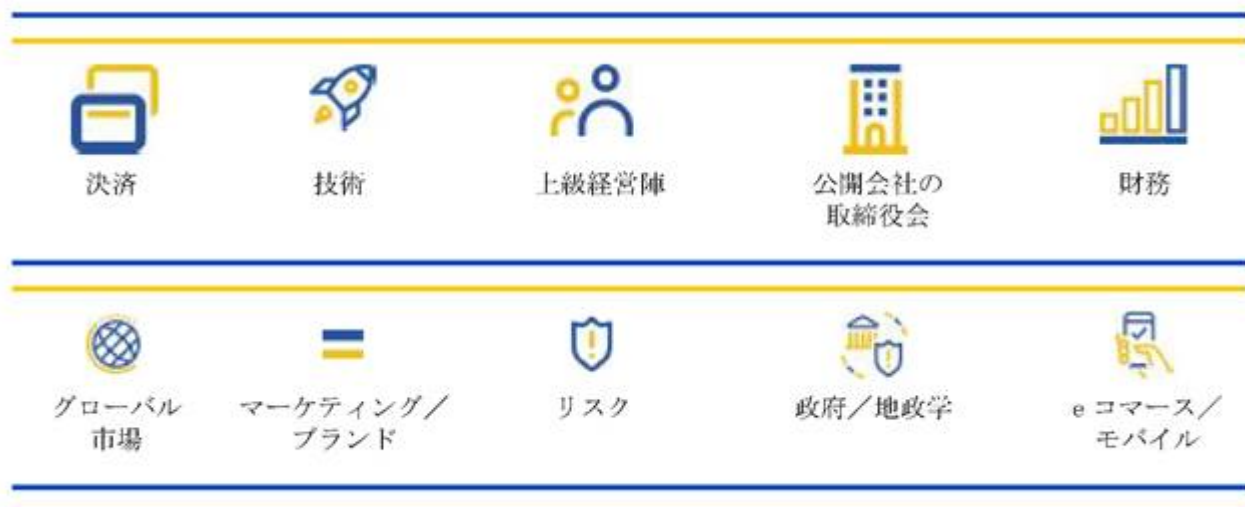 決済
技術
上級経営陣
公開会社の
取締役会
財務
グローバル
市場
マーケティング／
ブランド
リスク
政府／地政学
e コマース／
モバイル